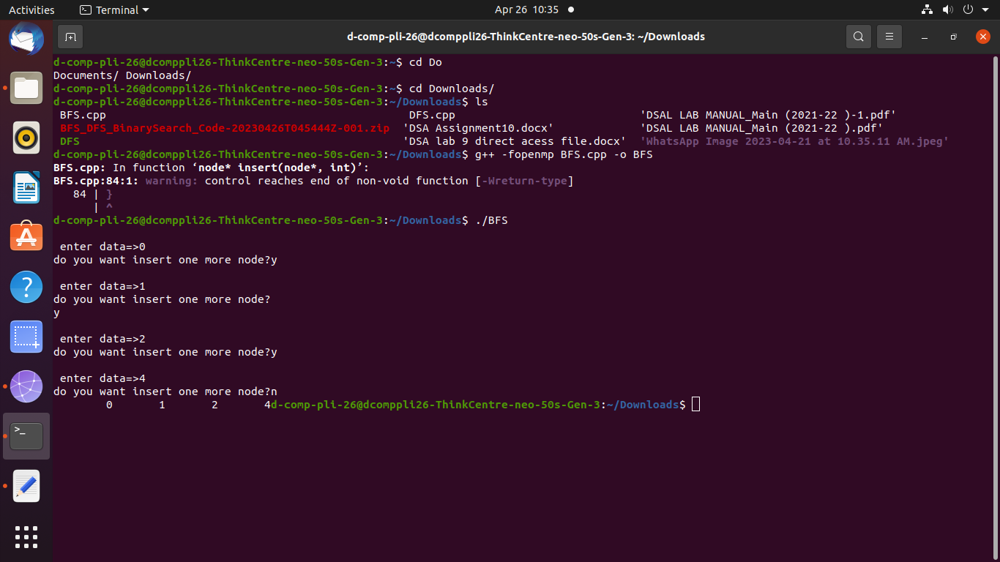 Activities Terminal Apr 26 10:35
d-comp-pli-26@dcomppli26-ThinkCentre-neo-50s-Gen-3: ~/Downloads
d-comp-pli-26@dcomppli26-ThinkCentre-neo-50s-Gen-3:~$ cd Do
Documents/ Downloads/
d-comp-pli-26@dcomppli26-ThinkCentre-neo-50s-Gen-3:~$ cd Downloads/
d-comp-pli-26@dcomppli26-ThinkCentre-neo-50s-Gen-3:~/Downloads$ ls
BFS.cpp DFS.cpp 'DSAL LAB MANUAL_Main (2021-22 )-1.pdf'
BFS_DFS_BinarySearch_Code-20230426T045444Z-001.zip 'DSA Assignment10.docx' 'DSAL LAB MANUAL_Main (2021-22 ).pdf'
DFS 'DSA lab 9 direct acess file.docx' 'WhatsApp Image 2023-04-21 at 10.35.11 AM.jpeg'
d-comp-pli-26@dcomppli26-ThinkCentre-neo-50s-Gen-3:~/Downloads$ g++ -fopenmp BFS.cpp -o BFS
BFS.cpp: In function ‘node* insert(node*, int)’:
BFS.cpp:84:1: warning: control reaches end of non-void function [-Wreturn-type]
84 | }
| ^
d-comp-pli-26@dcomppli26-ThinkCentre-neo-50s-Gen-3:~/Downloads$ ./BFS
enter data=>0
do you want insert one more node?y
enter data=>1
do you want insert one more node?
y
enter data=>2
do you want insert one more node?y
enter data=>4
do you want insert one more node?n
0 1 2 4d-comp-pli-26@dcomppli26-ThinkCentre-neo-50s-Gen-3:~/Downloads$